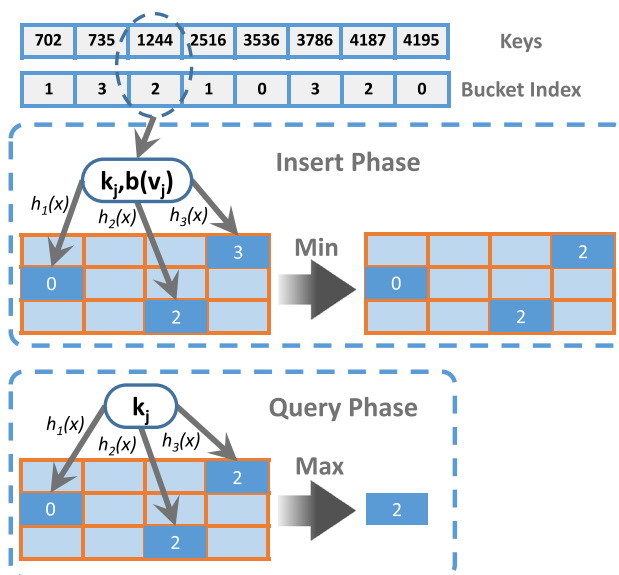 702 735 1244 2516 3536 3786 4187 4195 Keys
1 3 2 1 0 3 2 0 Bucket Index
Insert Phase
kj,b(vj)
h1(x) h2(x) h3(x)
3 Min 2
0 0
2 2
Query Phase
kj
h1(x) h2(x) h3(x)
2 Max
0 2
2